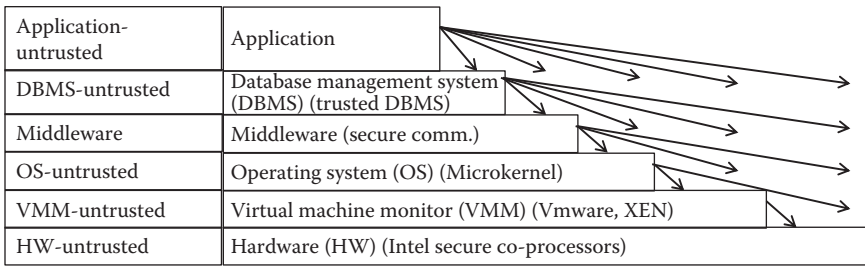 Application-
untrusted
Application
DBMS-untrusted
Database management system
(DBMS) (trusted DBMS)
Middleware
Middleware (secure comm.)
OS-untrusted
Operating system (OS) (Microkernel)
VMM-untrusted
Virtual machine monitor (VMM) (Vmware, XEN)
HW-untrusted
Hardware (HW) (Intel secure co-processors)